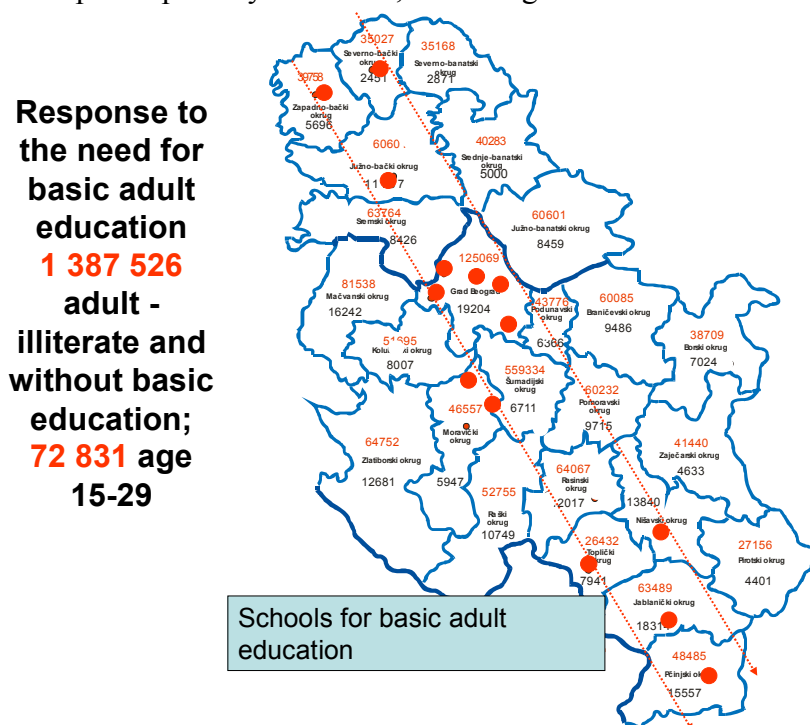 Response to
the need for
basic adult
education
1 387 526
adult -
illiterate and
without basic
education;
72 831 age
15-29
35027
Severno-bački
okrug
2451
35168
Severno-banatski
okrug
2871
Zapadno-bački
okrug
5696
Južno-bački okrug
40283
Srednje-banatski
okrug
5000
63764
Sremski okrug
8426
60601
Južno-banatski okrug
8459
125069
Grad Beograd
19204
81538
Mačvanski okrug
16242
43776
Podunavski
okrug
6366
60085
Braničevski okrug
9486
38709
Borski okrug
7024
okrug
8007
559334
Šumadijski
okrug
6711
60232
Pomoravski
okrug
9715
46557
Moravički
okrug
5947
64752
Zlatiborski okrug
12681
41440
Zaječarski okrug
4633
52755
Raški
okrug
10749
64067
Rasinski
okrug
2017
13840
Nišavski okrug
26432
Toplički
okrug
7941
27156
Pirotski okrug
4401
63489
Jablanički okrug
48485
Pčinjski
15557
Schools for basic adult
education